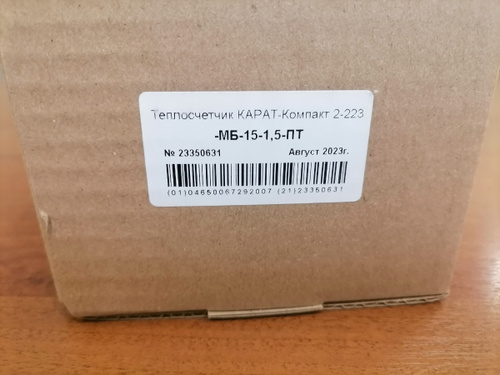 Теплосчетчик КАРАТ-Компакт 2-223
-МБ-15-1,5-ПТ
№ 23350631 Август 2023г.
(01)04650067292007 (21)23350631